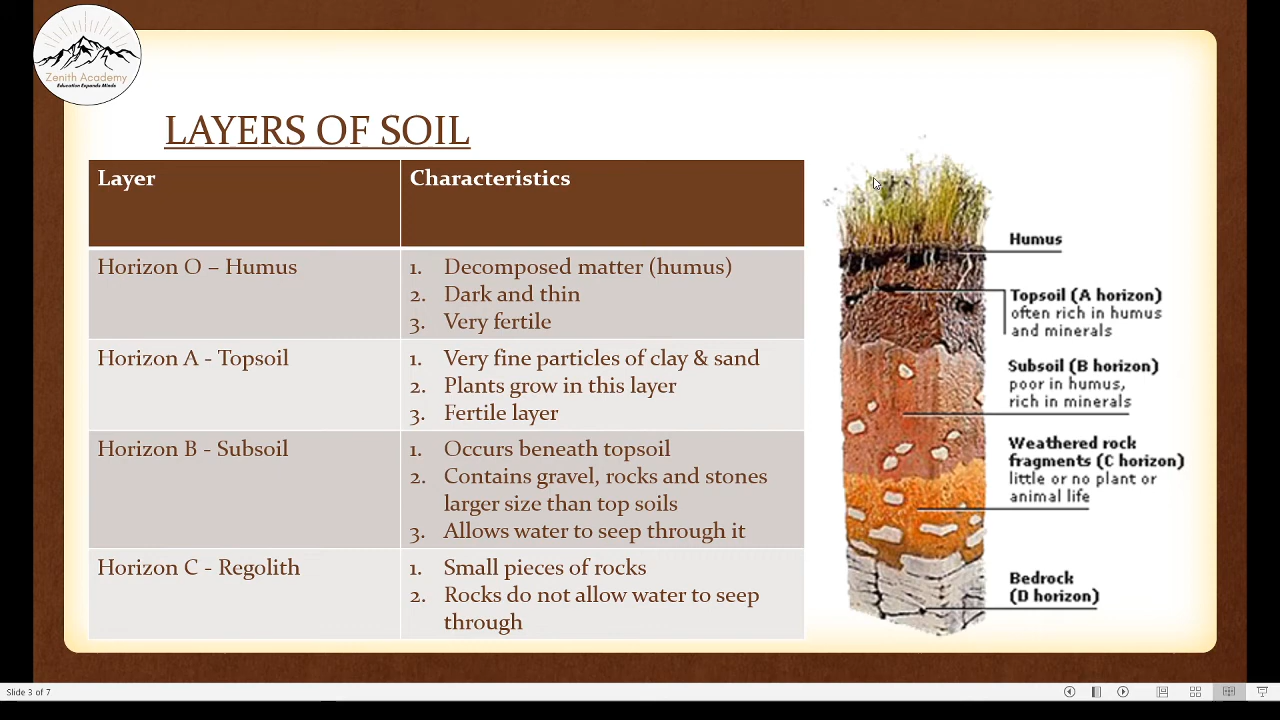 Zenith Academy
Education Expands Minds
LAYERS OF SOIL
Layer
Characteristics
Horizon O – Humus
1. Decomposed matter (humus)
2. Dark and thin
3. Very fertile
Horizon A - Topsoil
1. Very fine particles of clay & sand
2. Plants grow in this layer
3. Fertile layer
Horizon B - Subsoil
1. Occurs beneath topsoil
2. Contains gravel, rocks and stones
larger size than top soils
3. Allows water to seep through it
Horizon C - Regolith
1. Small pieces of rocks
2. Rocks do not allow water to seep
through
Humus
Topsoil (A horizon)
often rich in humus
and minerals
Subsoil (B horizon)
poor in humus,
rich in minerals
Weathered rock
fragments (C horizon)
little or no plant or
animal life
Bedrock
(D horizon)
Slide 3 of 7